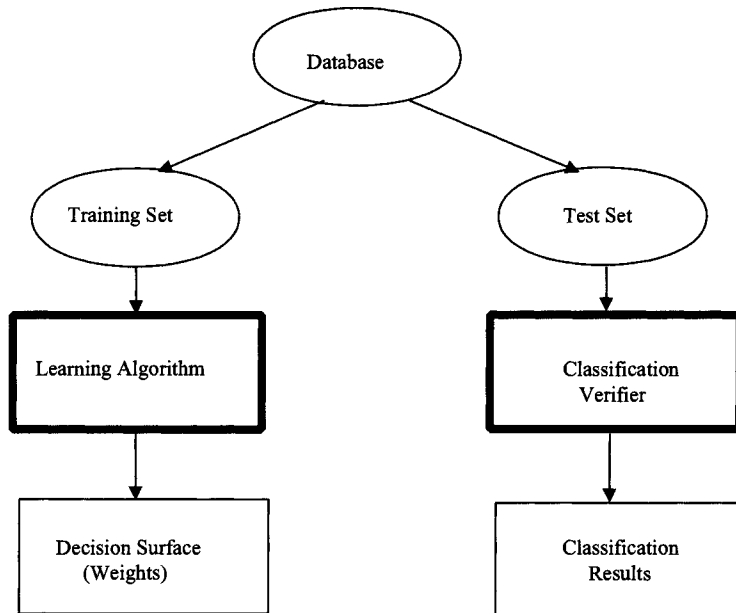 Database
Training Set
Test Set
Learning Algorithm
Classification
Verifier
Decision Surface
(Weights)
Classification
Results